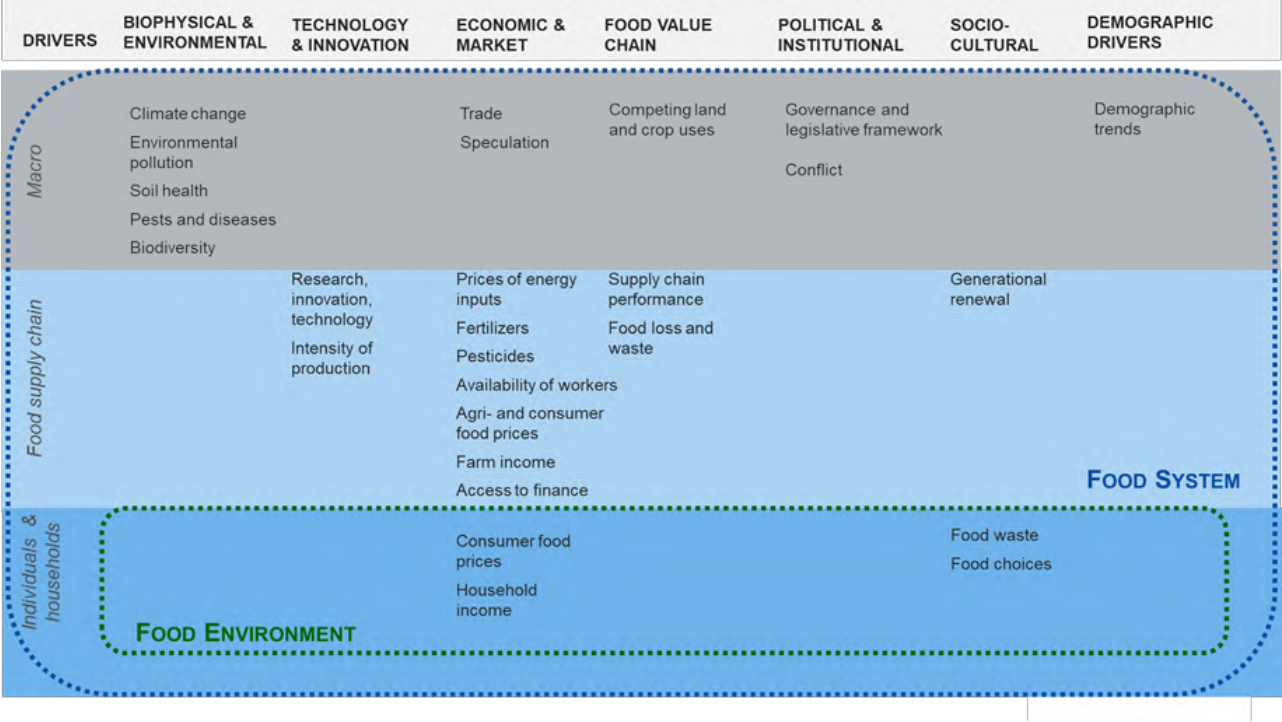 DRIVERS
BIOPHYSICAL &
ENVIRONMENTAL
TECHNOLOGY
& INNOVATION
ECONOMIC &
MARKET
FOOD VALUE
CHAIN
POLITICAL &
INSTITUTIONAL
SOCIO-
CULTURAL
DEMOGRAPHIC
DRIVERS
Macro
Climate change
Environmental
pollution
Soil health
Pests and diseases
Biodiversity
Trade
Speculation
Competing land
and crop uses
Governance and
legislative framework
Conflict
Demographic
trends
Food supply chain
Research,
innovation,
technology
Intensity of
production
Prices of energy
inputs
Fertilizers
Pesticides
Availability of workers
Agri- and consumer
food prices
Farm income
Access to finance
Supply chain
performance
Food loss and
waste
Generational
renewal
FOOD SYSTEM
Individuals &
households
Consumer food
prices
Household
income
Food waste
Food choices
FOOD ENVIRONMENT